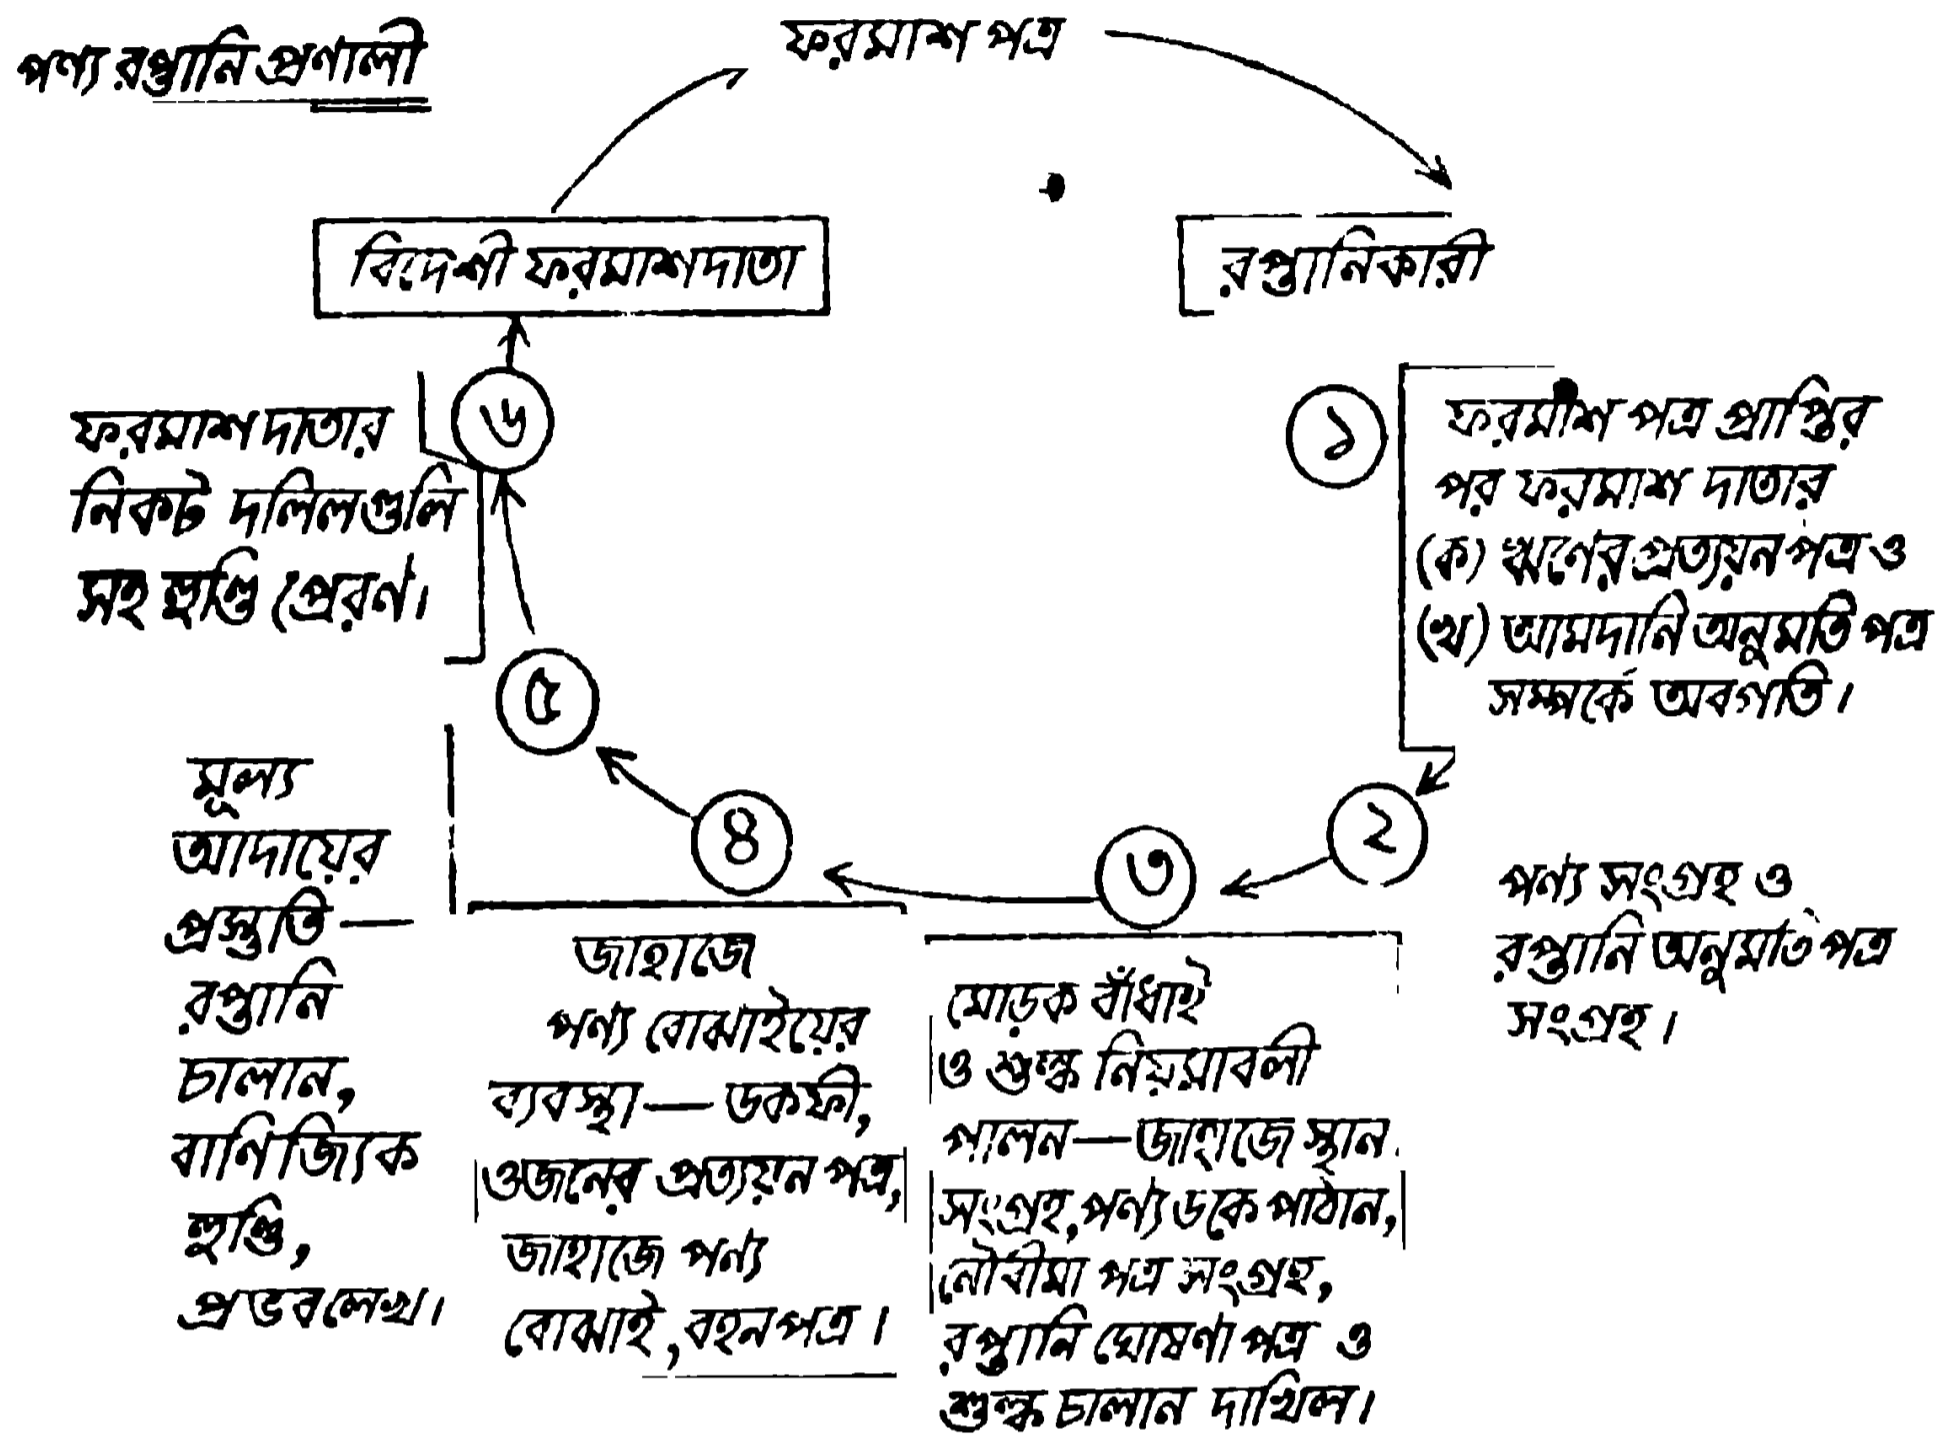 পণ্য রপ্তানি প্রণালী
ফরমাশ পত্র
বিদেশী ফরমাশদাতা
রপ্তানিকারী
১
ফরমাশ পত্র প্রাপ্তির
পর ফরমাশ দাতার
(ক) ঋণের প্রত্যয়ন পত্র ও
(খ) আমদানি অনুমতি পত্র
সম্পর্কে অবগতি।
২
পণ্য সংগ্রহ ও
রপ্তানি অনুমতি পত্র
সংগ্রহ।
৩
মোড়ক বাঁধাই
ও শুল্ক নিয়মাবলী
পালন — জাহাজে স্থান
সংগ্রহ, পণ্য ডকে পাঠান,
নৌবীমা পত্র সংগ্রহ,
রপ্তানি ঘোষণা পত্র ও
শুল্ক চালান দাখিল।
৪
জাহাজে
পণ্য বোঝাইয়ের
ব্যবস্থা — ডকফী,
ওজনের প্রত্যয়ন পত্র,
জাহাজে পণ্য
বোঝাই, বহনপত্র।
৫
মূল্য
আদায়ের
প্রস্তুতি —
রপ্তানি
চালান,
বাণিজ্যিক
হুণ্ডি,
প্রভবলেখ।
৬
ফরমাশ দাতার
নিকট দলিলগুলি
সহ হুণ্ডি প্রেরণ।